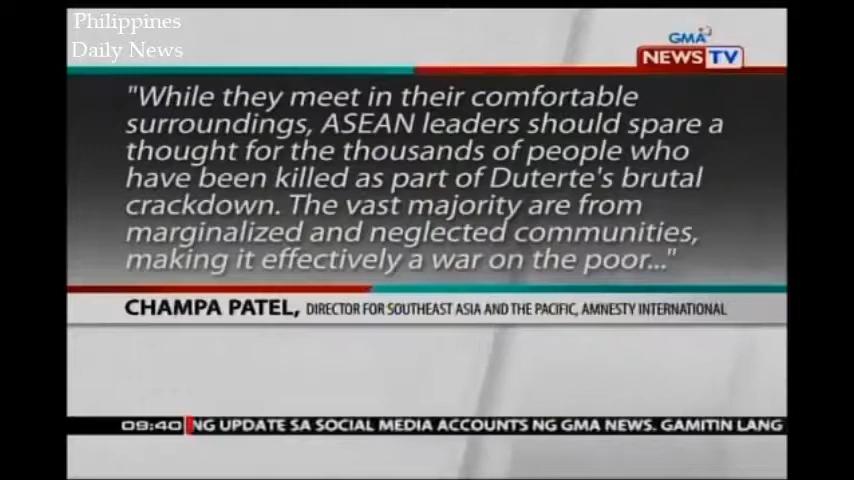 Philippines
Daily News
GMA
NEWS TV
"While they meet in their comfortable
surroundings, ASEAN leaders should spare a
thought for the thousands of people who
have been killed as part of Duterte's brutal
crackdown. The vast majority are from
marginalized and neglected communities,
making it effectively a war on the poor..."
CHAMPA PATEL, DIRECTOR FOR SOUTHEAST ASIA AND THE PACIFIC, AMNESTY INTERNATIONAL
09:40 NG UPDATE SA SOCIAL MEDIA ACCOUNTS NG GMA NEWS. GAMITIN LANG